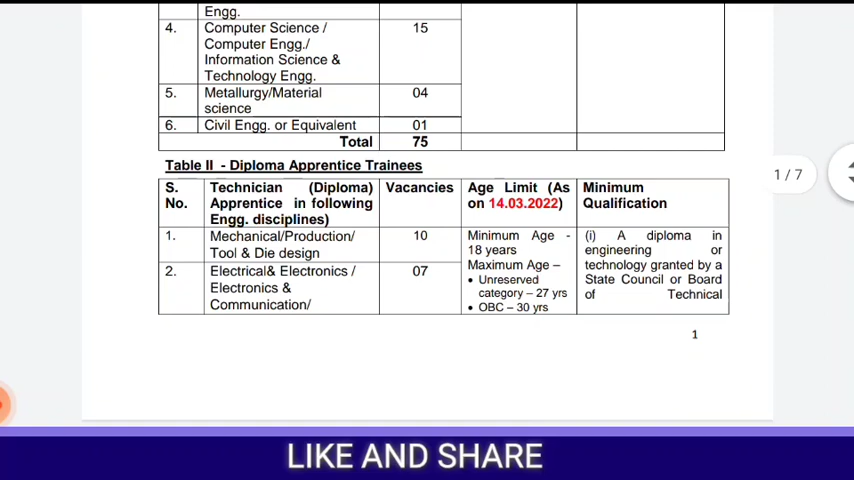 Engg.
4. Computer Science / 15
Computer Engg./
Information Science &
Technology Engg.
5. Metallurgy/Material 04
science
6. Civil Engg. or Equivalent 01
Total 75
Table II - Diploma Apprentice Trainees
S. Technician (Diploma) Vacancies Age Limit (As Minimum
No. Apprentice in following on 14.03.2022) Qualification
Engg. disciplines)
1. Mechanical/Production/ 10 Minimum Age - (i) A diploma in
Tool & Die design 18 years engineering or
Maximum Age – technology granted by a
2. Electrical& Electronics / 07 • Unreserved State Council or Board
Electronics & category – 27 yrs of Technical
Communication/ • OBC – 30 yrs
1
1 / 7
LIKE AND SHARE